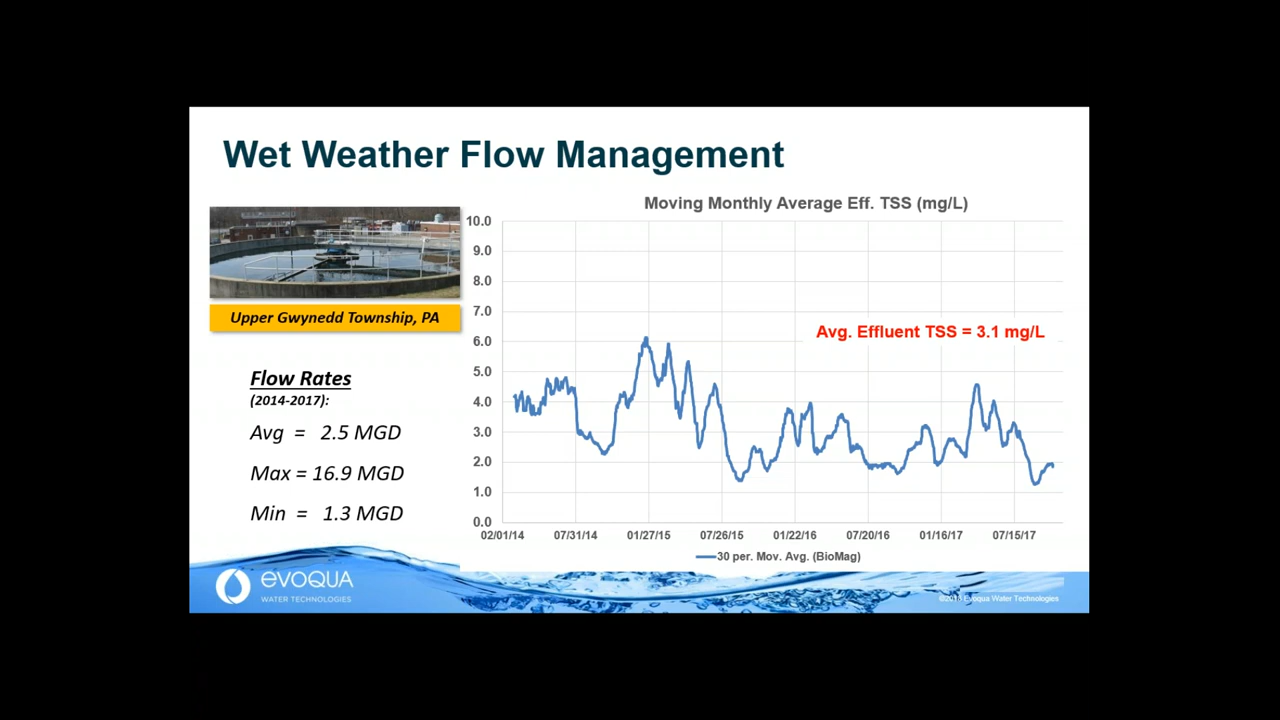 Wet Weather Flow Management
Upper Gwynedd Township, PA
Flow Rates
(2014-2017):
Avg = 2.5 MGD
Max = 16.9 MGD
Min = 1.3 MGD
Moving Monthly Average Eff. TSS (mg/L)
10.0
9.0
8.0
7.0
6.0
5.0
4.0
3.0
2.0
1.0
0.0
Avg. Effluent TSS = 3.1 mg/L
02/01/14 07/31/14 01/27/15 07/26/15 01/22/16 07/20/16 01/16/17 07/15/17
30 per. Mov. Avg. (BioMag)
evoqua
WATER TECHNOLOGIES
Evoqua Water Technologies